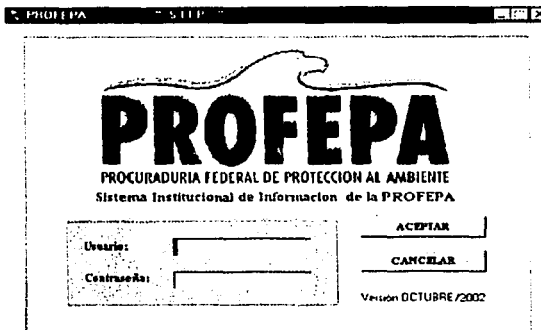 PROFEPA " S I I P "
PROFEPA
PROCURADURIA FEDERAL DE PROTECCION AL AMBIENTE
Sistema Institucional de Informacion de la PROFEPA
Usuario:
Contraseña:
ACEPTAR
CANCELAR
Versión OCTUBRE/2002